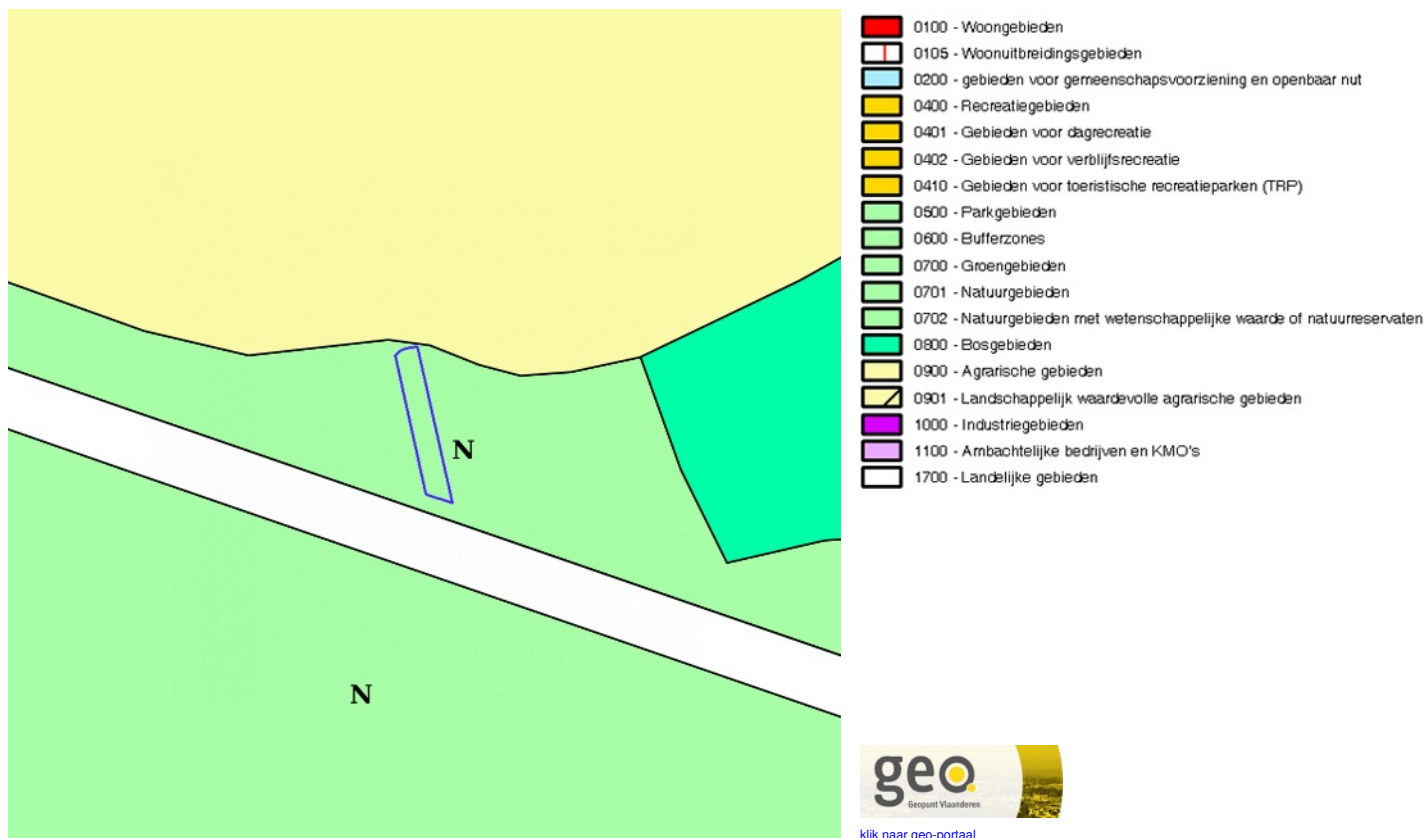 0100 - Woongebieden
0105 - Woonuitbreidingsgebieden
0200 - gebieden voor gemeenschapsvoorziening en openbaar nut
0400 - Recreatiegebieden
0401 - Gebieden voor dagrecreatie
0402 - Gebieden voor verblijfsrecreatie
0410 - Gebieden voor toeristische recreatieparken (TRP)
0500 - Parkgebieden
0600 - Bufferzones
0700 - Groengebieden
0701 - Natuurgebieden
0702 - Natuurgebieden met wetenschappelijke waarde of natuurreservaten
0800 - Bosgebieden
0900 - Agrarische gebieden
0901 - Landschappelijk waardevolle agrarische gebieden
1000 - Industriegebieden
1100 - Ambachtelijke bedrijven en KMO's
1700 - Landelijke gebieden
N
N
geo.
Geopunt Vlaanderen
klik naar geo-portaal